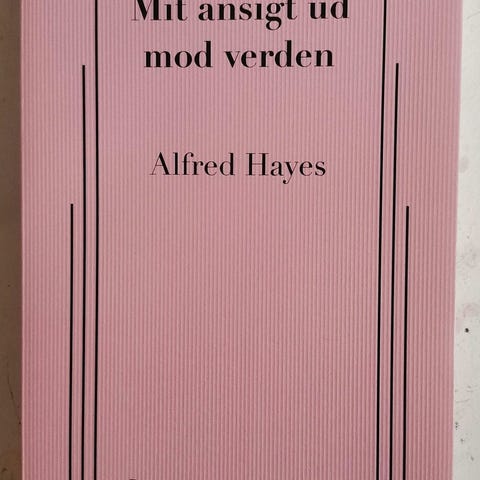 Mit ansigt ud
mod verden
Alfred Hayes